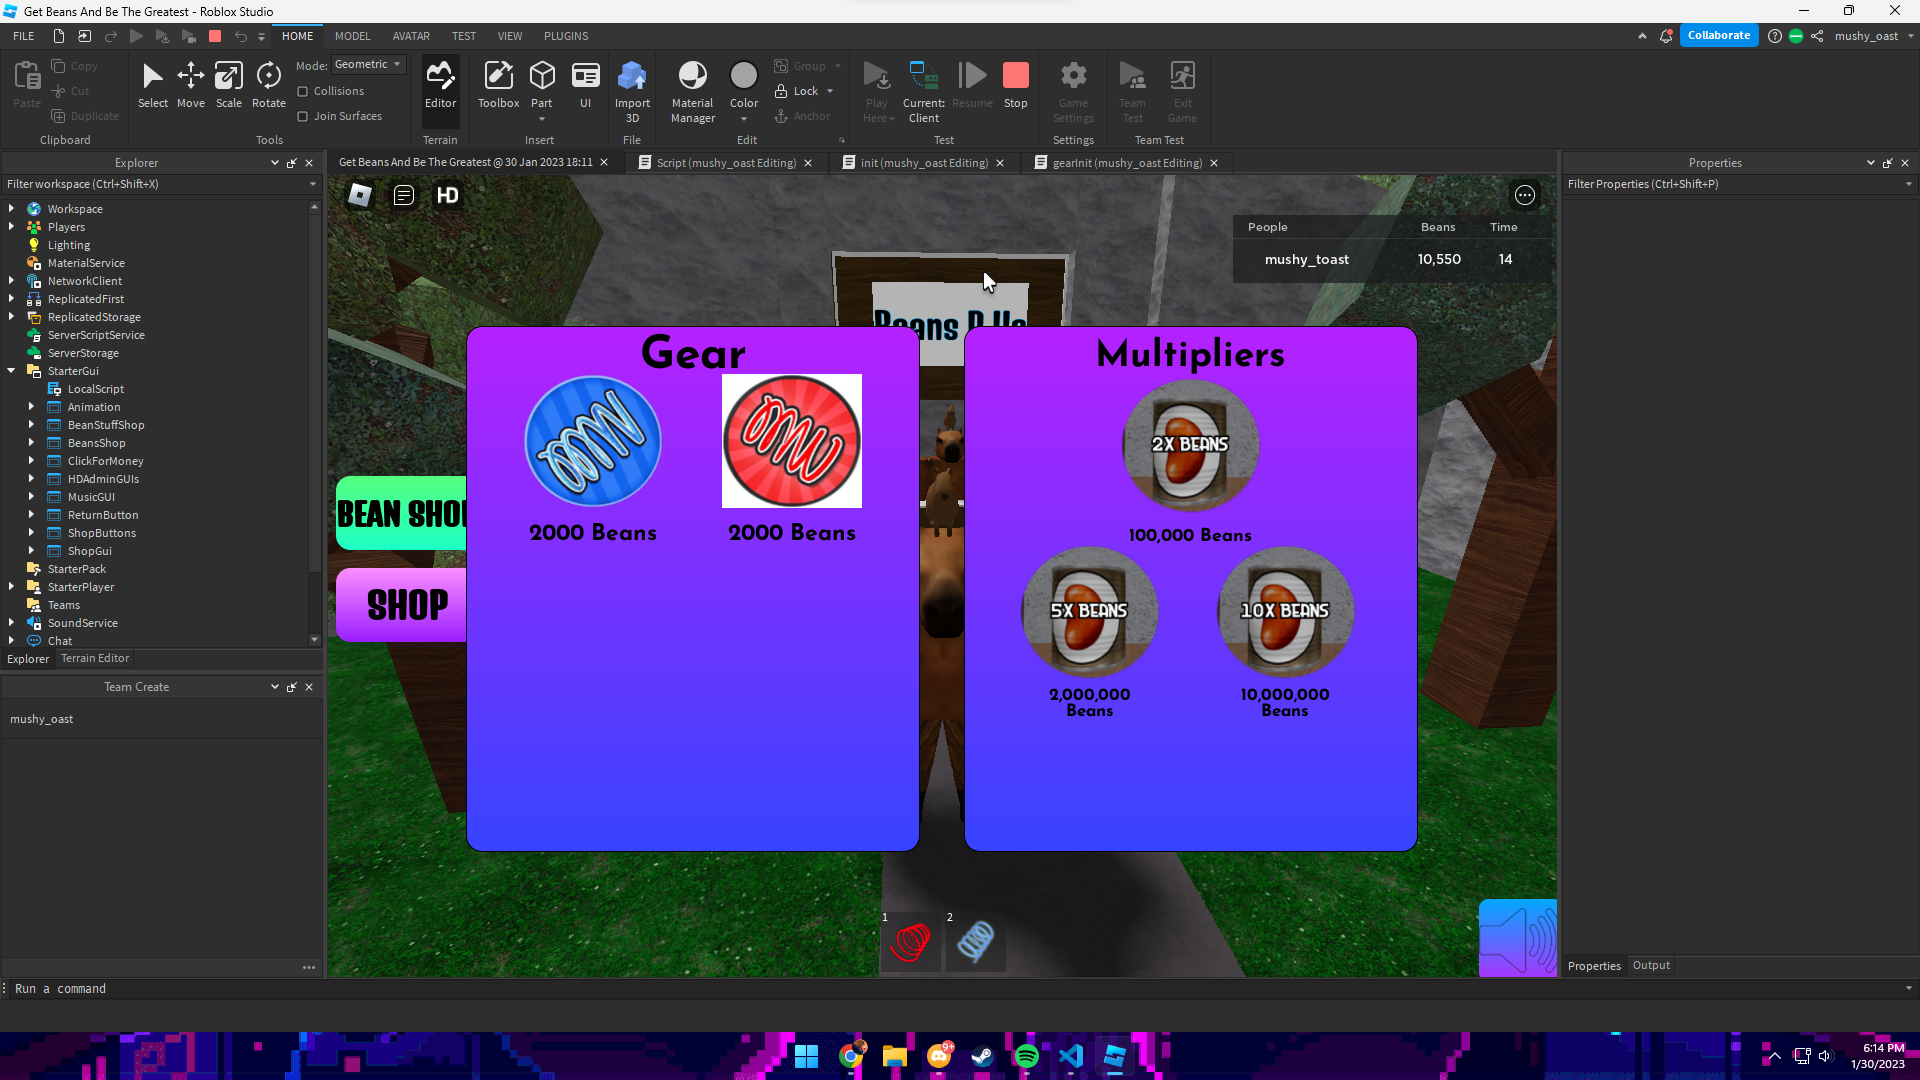 Get Beans And Be The Greatest - Roblox Studio
FILE
HOME
MODEL
AVATAR
TEST
VIEW
PLUGINS
Collaborate
mushy_oast
Paste
Copy
Cut
Duplicate
Clipboard
Select
Move
Scale
Rotate
Mode:
Geometric
Collisions
Join Surfaces
Tools
Editor
Terrain
Toolbox
Part
UI
Insert
Import
3D
File
Material
Manager
Color
Group
Lock
Anchor
Edit
Play
Here
Current:
Client
Resume
Stop
Test
Game
Settings
Settings
Team
Test
Exit
Game
Team Test
Explorer
Filter workspace (Ctrl+Shift+X)
Workspace
Players
Lighting
MaterialService
NetworkClient
ReplicatedFirst
ReplicatedStorage
ServerScriptService
ServerStorage
StarterGui
LocalScript
Animation
BeanStuffShop
BeansShop
ClickForMoney
HDAdminGUIs
MusicGUI
ReturnButton
ShopButtons
ShopGui
StarterPack
StarterPlayer
Teams
SoundService
Chat
Explorer
Terrain Editor
Team Create
mushy_oast
Get Beans And Be The Greatest @ 30 Jan 2023 18:11
Script (mushy_oast Editing)
init (mushy_oast Editing)
gearInit (mushy_oast Editing)
HD
People Beans Time
mushy_toast 10,550 14
BEAN SHOP
SHOP
Gear
2000 Beans
2000 Beans
Multipliers
2X BEANS
100,000 Beans
5X BEANS
10X BEANS
2,000,000
Beans
10,000,000
Beans
1
2
Properties
Filter Properties (Ctrl+Shift+P)
Properties
Output
Run a command
9+
6:14 PM
1/30/2023